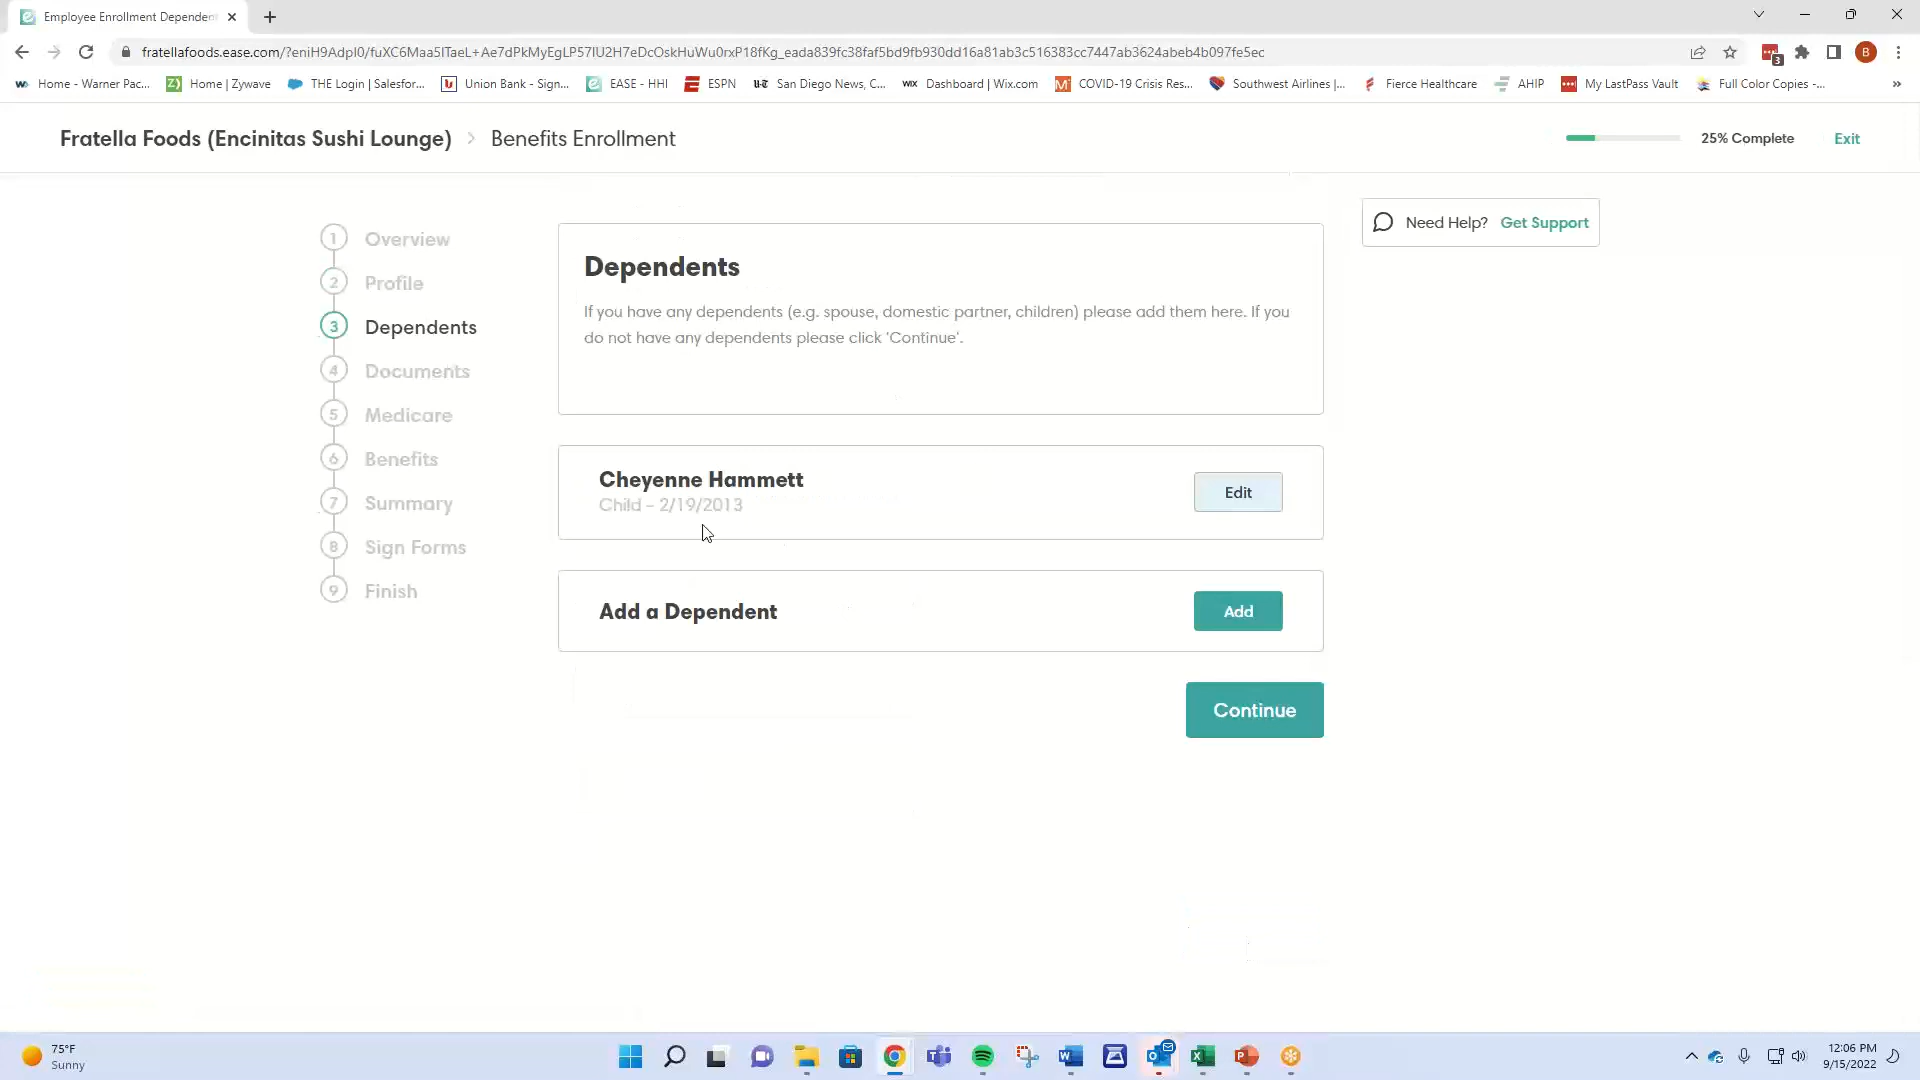 Employee Enrollment Dependen
fratellafoods.ease.com/?eniH9AdpI0/fuXC6Maa5ITaeL+Ae7dPkMyEgLP57IU2H7eDcOskHuWu0rxP18fKg_eada839fc38faf5bd9fb930dd16a81ab3c516383cc7447ab3624abeb4b097fe5ec
3
B
Home - Warner Pac...
Home | Zywave
THE Login | Salesfor...
Union Bank - Sign...
EASE - HHI
ESPN
San Diego News, C...
Dashboard | Wix.com
COVID-19 Crisis Res...
Southwest Airlines |...
Fierce Healthcare
AHIP
My LastPass Vault
Full Color Copies -...
Fratella Foods (Encinitas Sushi Lounge) > Benefits Enrollment
25% Complete
Exit
Need Help? Get Support
1 Overview
2 Profile
3 Dependents
4 Documents
5 Medicare
6 Benefits
7 Summary
8 Sign Forms
9 Finish
Dependents
If you have any dependents (e.g. spouse, domestic partner, children) please add them here. If you
do not have any dependents please click 'Continue'.
Cheyenne Hammett
Child – 2/19/2013
Edit
Add a Dependent
Add
Continue
75°F
Sunny
12:06 PM
9/15/2022